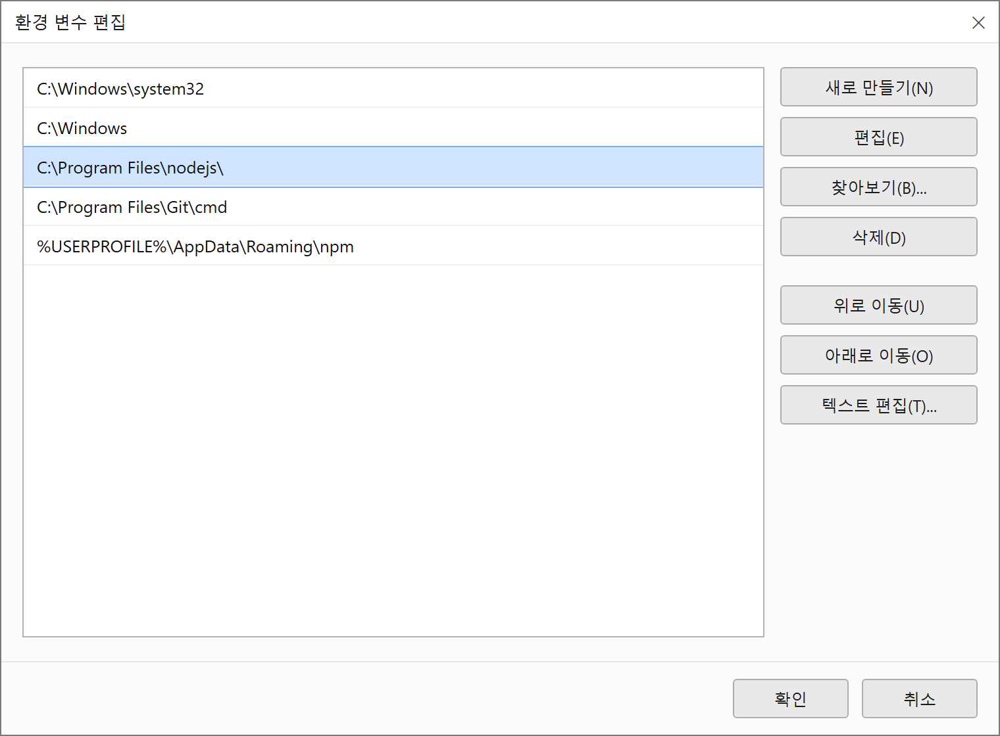 환경 변수 편집
C:\Windows\system32
C:\Windows
C:\Program Files\nodejs\
C:\Program Files\Git\cmd
%USERPROFILE%\AppData\Roaming\npm
새로 만들기(N)
편집(E)
찾아보기(B)...
삭제(D)
위로 이동(U)
아래로 이동(O)
텍스트 편집(T)...
확인
취소